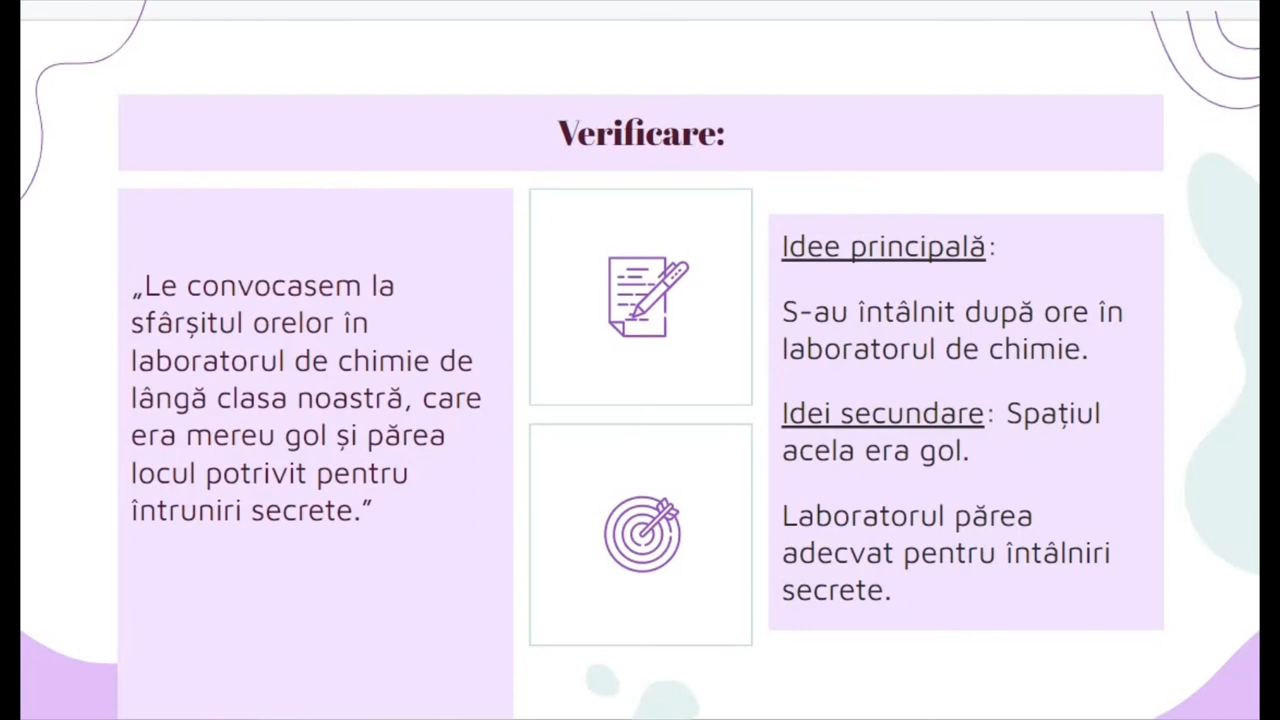 Verificare:
„Le convocasem la
sfârșitul orelor în
laboratorul de chimie de
lângă clasa noastră, care
era mereu gol și părea
locul potrivit pentru
întruniri secrete.”
Idee principală:
S-au întâlnit după ore în
laboratorul de chimie.
Idei secundare: Spațiul
acela era gol.
Laboratorul părea
adecvat pentru întâlniri
secrete.